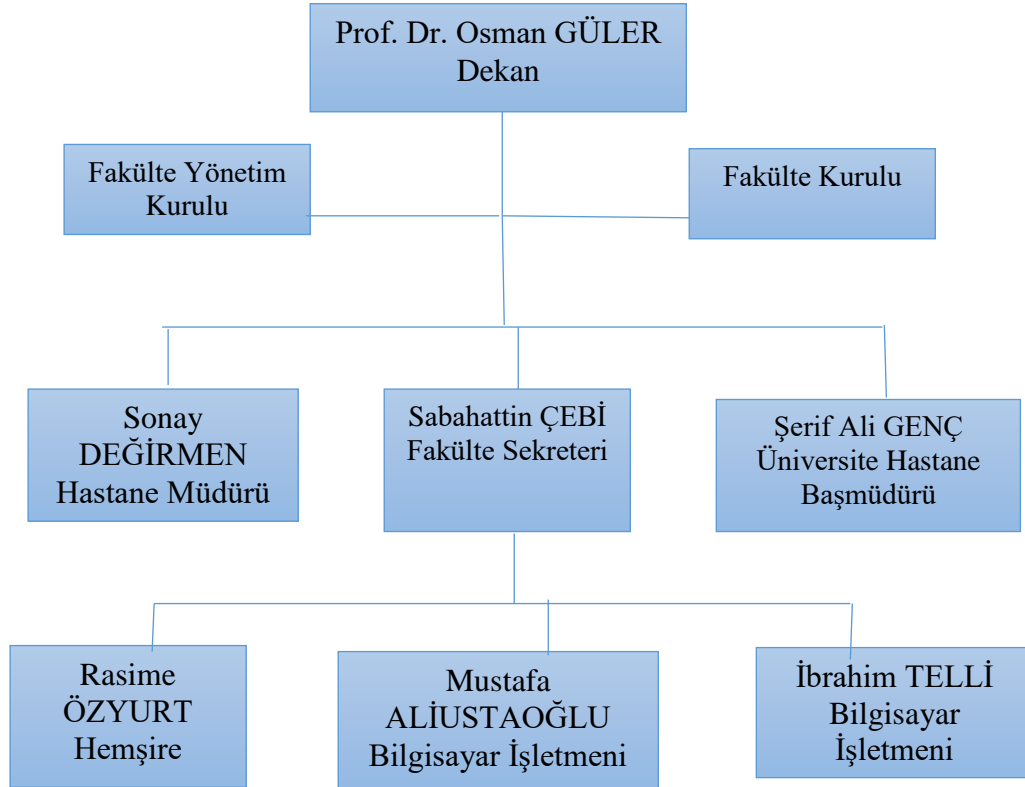 Prof. Dr. Osman GÜLER
Dekan
Fakülte Yönetim
Kurulu
Fakülte Kurulu
Sonay
DEĞİRMEN
Hastane Müdürü
Sabahattin ÇEBİ
Fakülte Sekreteri
Şerif Ali GENÇ
Üniversite Hastane
Başmüdürü
Rasime
ÖZYURT
Hemşire
Mustafa
ALİUSTAOĞLU
Bilgisayar İşletmeni
İbrahim TELLİ
Bilgisayar
İşletmeni